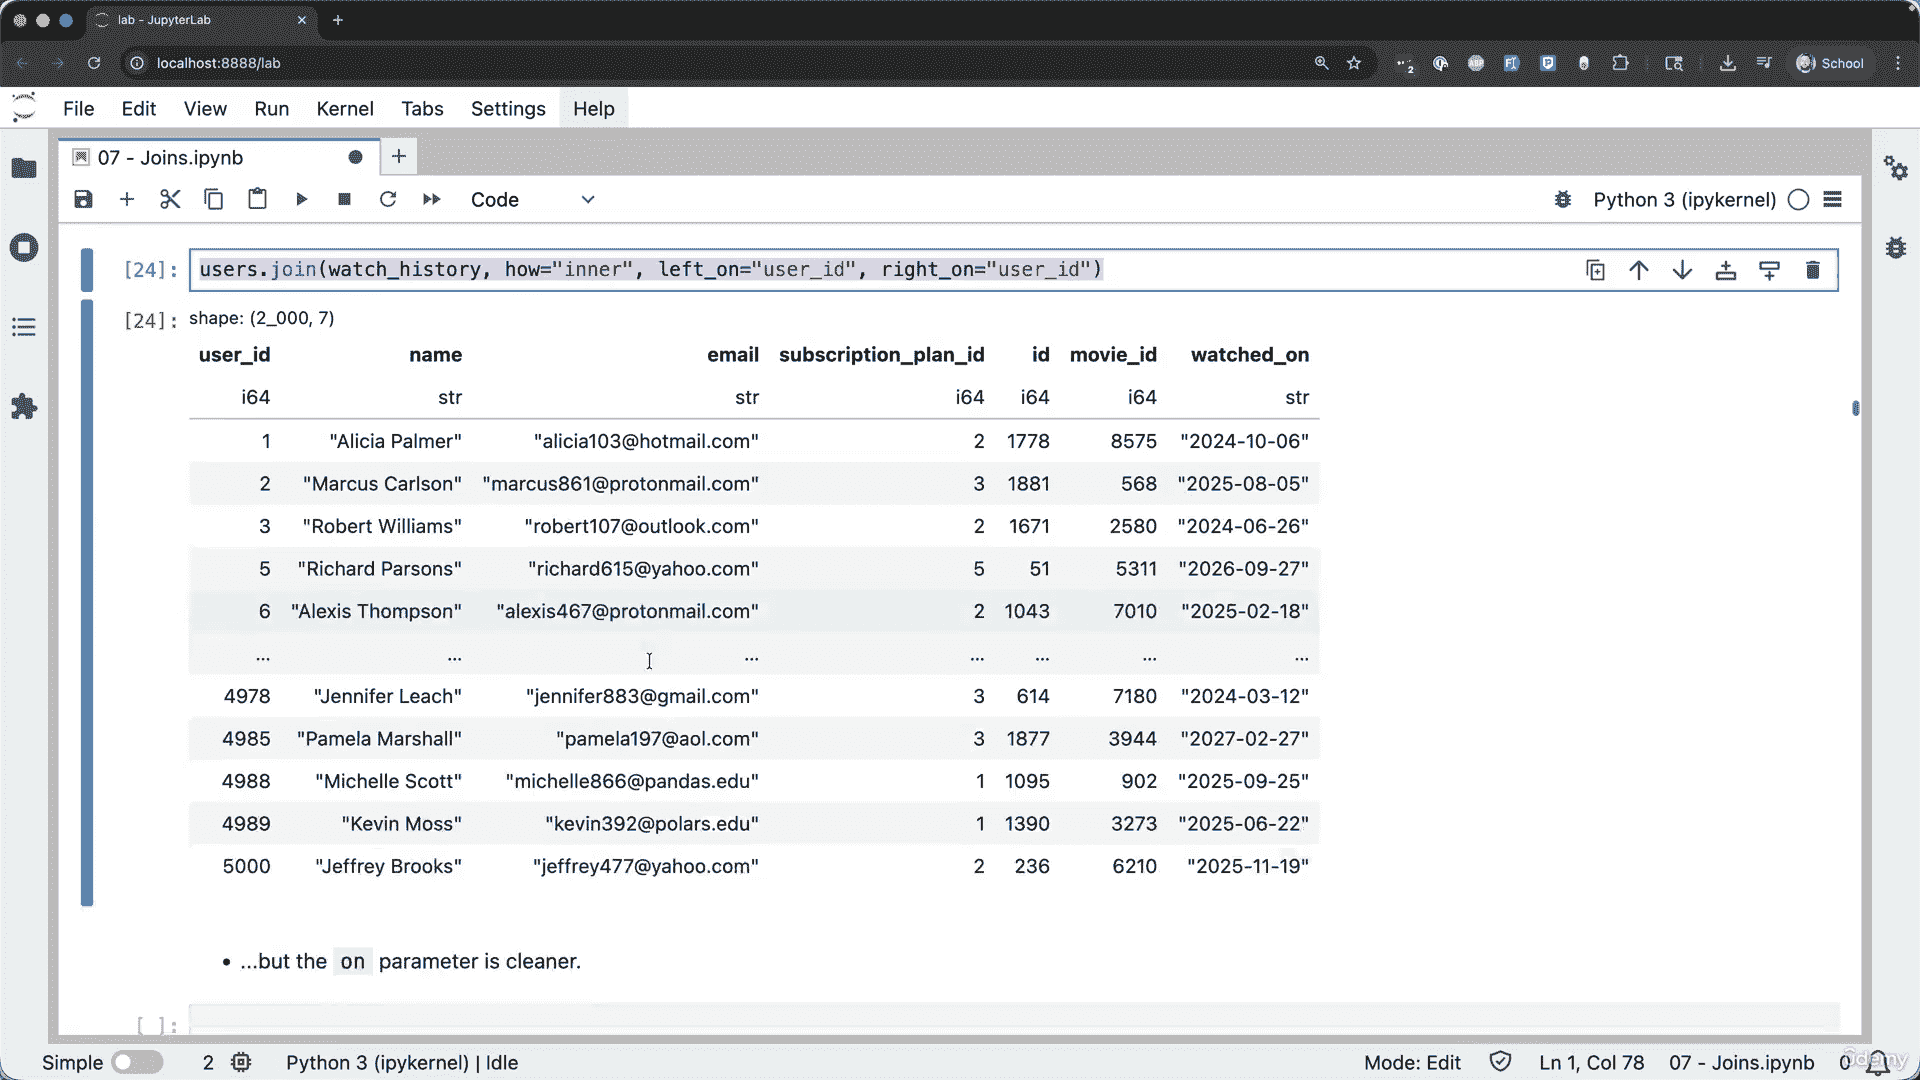 lab - JupyterLab
localhost:8888/lab
2
ABP
School
File Edit View Run Kernel Tabs Settings Help
07 - Joins.ipynb
Code
Python 3 (ipykernel)
[24]: users.join(watch_history, how="inner", left_on="user_id", right_on="user_id")
[24]: shape: (2_000, 7)
user_id name email subscription_plan_id id movie_id watched_on
i64 str str i64 i64 i64 str
1 "Alicia Palmer" "alicia103@hotmail.com" 2 1778 8575 "2024-10-06"
2 "Marcus Carlson" "marcus861@protonmail.com" 3 1881 568 "2025-08-05"
3 "Robert Williams" "robert107@outlook.com" 2 1671 2580 "2024-06-26"
5 "Richard Parsons" "richard615@yahoo.com" 5 51 5311 "2026-09-27"
6 "Alexis Thompson" "alexis467@protonmail.com" 2 1043 7010 "2025-02-18"
… … … … … … …
4978 "Jennifer Leach" "jennifer883@gmail.com" 3 614 7180 "2024-03-12"
4985 "Pamela Marshall" "pamela197@aol.com" 3 1877 3944 "2027-02-27"
4988 "Michelle Scott" "michelle866@pandas.edu" 1 1095 902 "2025-09-25"
4989 "Kevin Moss" "kevin392@polars.edu" 1 1390 3273 "2025-06-22"
5000 "Jeffrey Brooks" "jeffrey477@yahoo.com" 2 236 6210 "2025-11-19"
• ...but the on parameter is cleaner.
[ ]:
Simple 2 Python 3 (ipykernel) | Idle Mode: Edit Ln 1, Col 78 07 - Joins.ipynb 0
Udemy